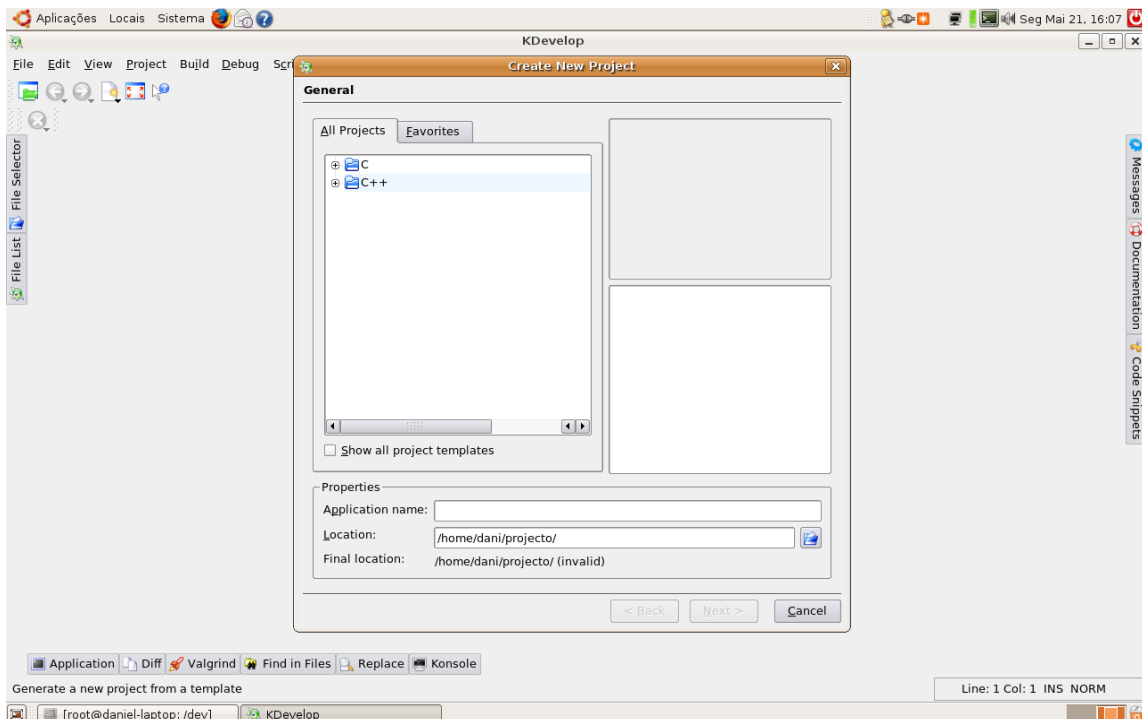 Aplicações Locais Sistema
Seg Mai 21, 16:07
KDevelop
File Edit View Project Build Debug Scri
Create New Project
General
All Projects Favorites
C
C++
Show all project templates
Properties
Application name:
Location: /home/dani/projecto/
Final location: /home/dani/projecto/ (invalid)
< Back Next > Cancel
File Selector
File List
Messages
Documentation
Code Snippets
Application Diff Valgrind Find in Files Replace Konsole
Generate a new project from a template
Line: 1 Col: 1 INS NORM
[root@daniel-laptop: /dev] KDevelop